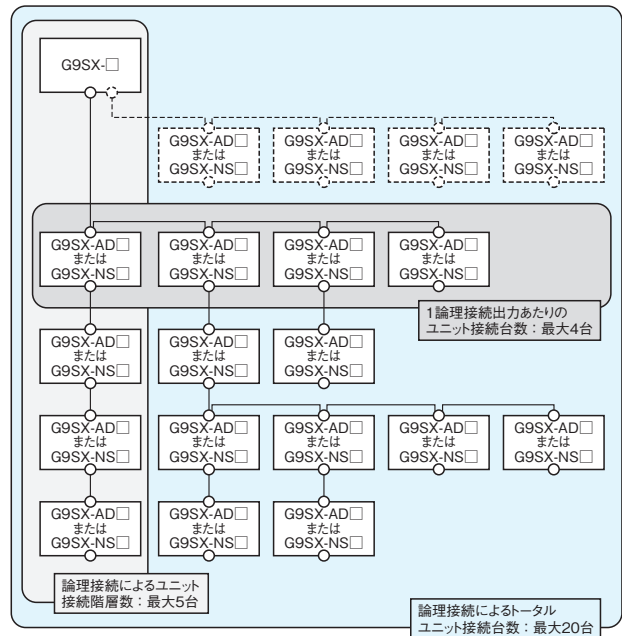 G9SX-□
G9SX-AD□
または
G9SX-NS□
G9SX-AD□
または
G9SX-NS□
G9SX-AD□
または
G9SX-NS□
G9SX-AD□
または
G9SX-NS□
G9SX-AD□
または
G9SX-NS□
G9SX-AD□
または
G9SX-NS□
G9SX-AD□
または
G9SX-NS□
G9SX-AD□
または
G9SX-NS□
1論理接続出力あたりの
ユニット接続台数：最大4台
G9SX-AD□
または
G9SX-NS□
G9SX-AD□
または
G9SX-NS□
G9SX-AD□
または
G9SX-NS□
G9SX-AD□
または
G9SX-NS□
G9SX-AD□
または
G9SX-NS□
G9SX-AD□
または
G9SX-NS□
G9SX-AD□
または
G9SX-NS□
G9SX-AD□
または
G9SX-NS□
G9SX-AD□
または
G9SX-NS□
G9SX-AD□
または
G9SX-NS□
G9SX-AD□
または
G9SX-NS□
論理接続によるユニット
接続階層数：最大5台
論理接続によるトータル
ユニット接続台数：最大20台